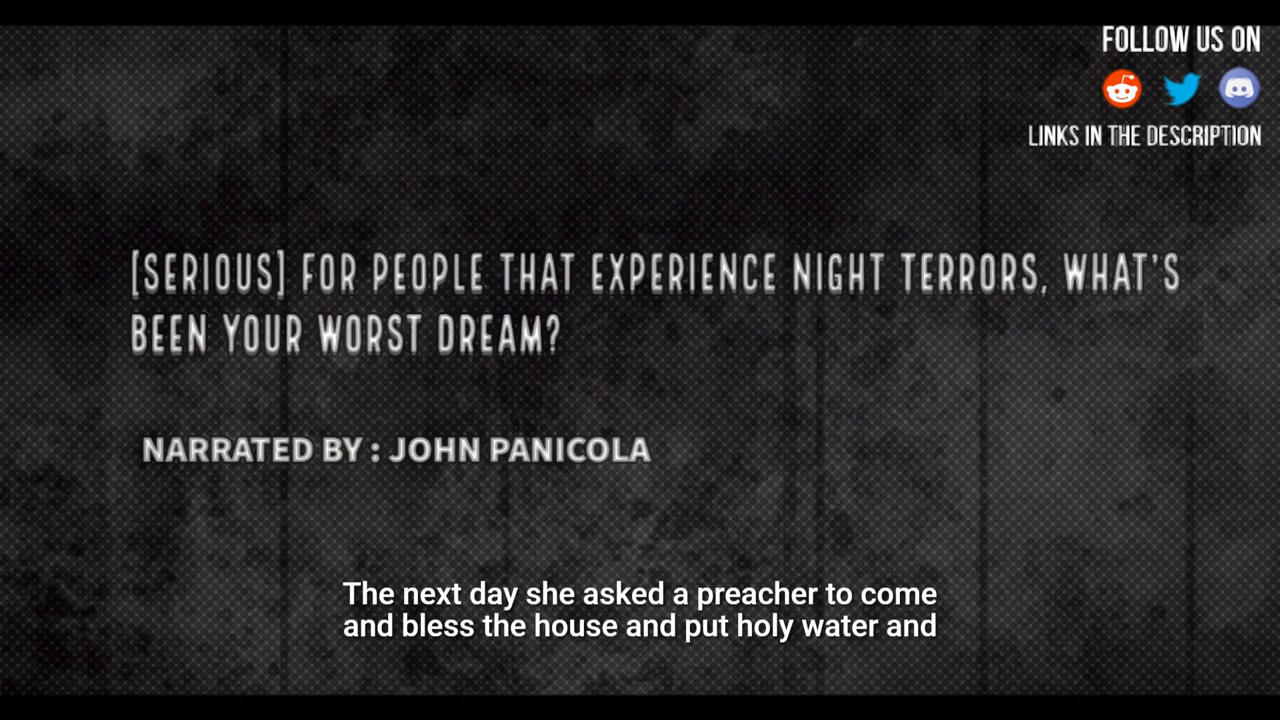 FOLLOW US ON
LINKS IN THE DESCRIPTION
[SERIOUS] FOR PEOPLE THAT EXPERIENCE NIGHT TERRORS, WHAT'S
BEEN YOUR WORST DREAM?
NARRATED BY : JOHN PANICOLA
The next day she asked a preacher to come
and bless the house and put holy water and